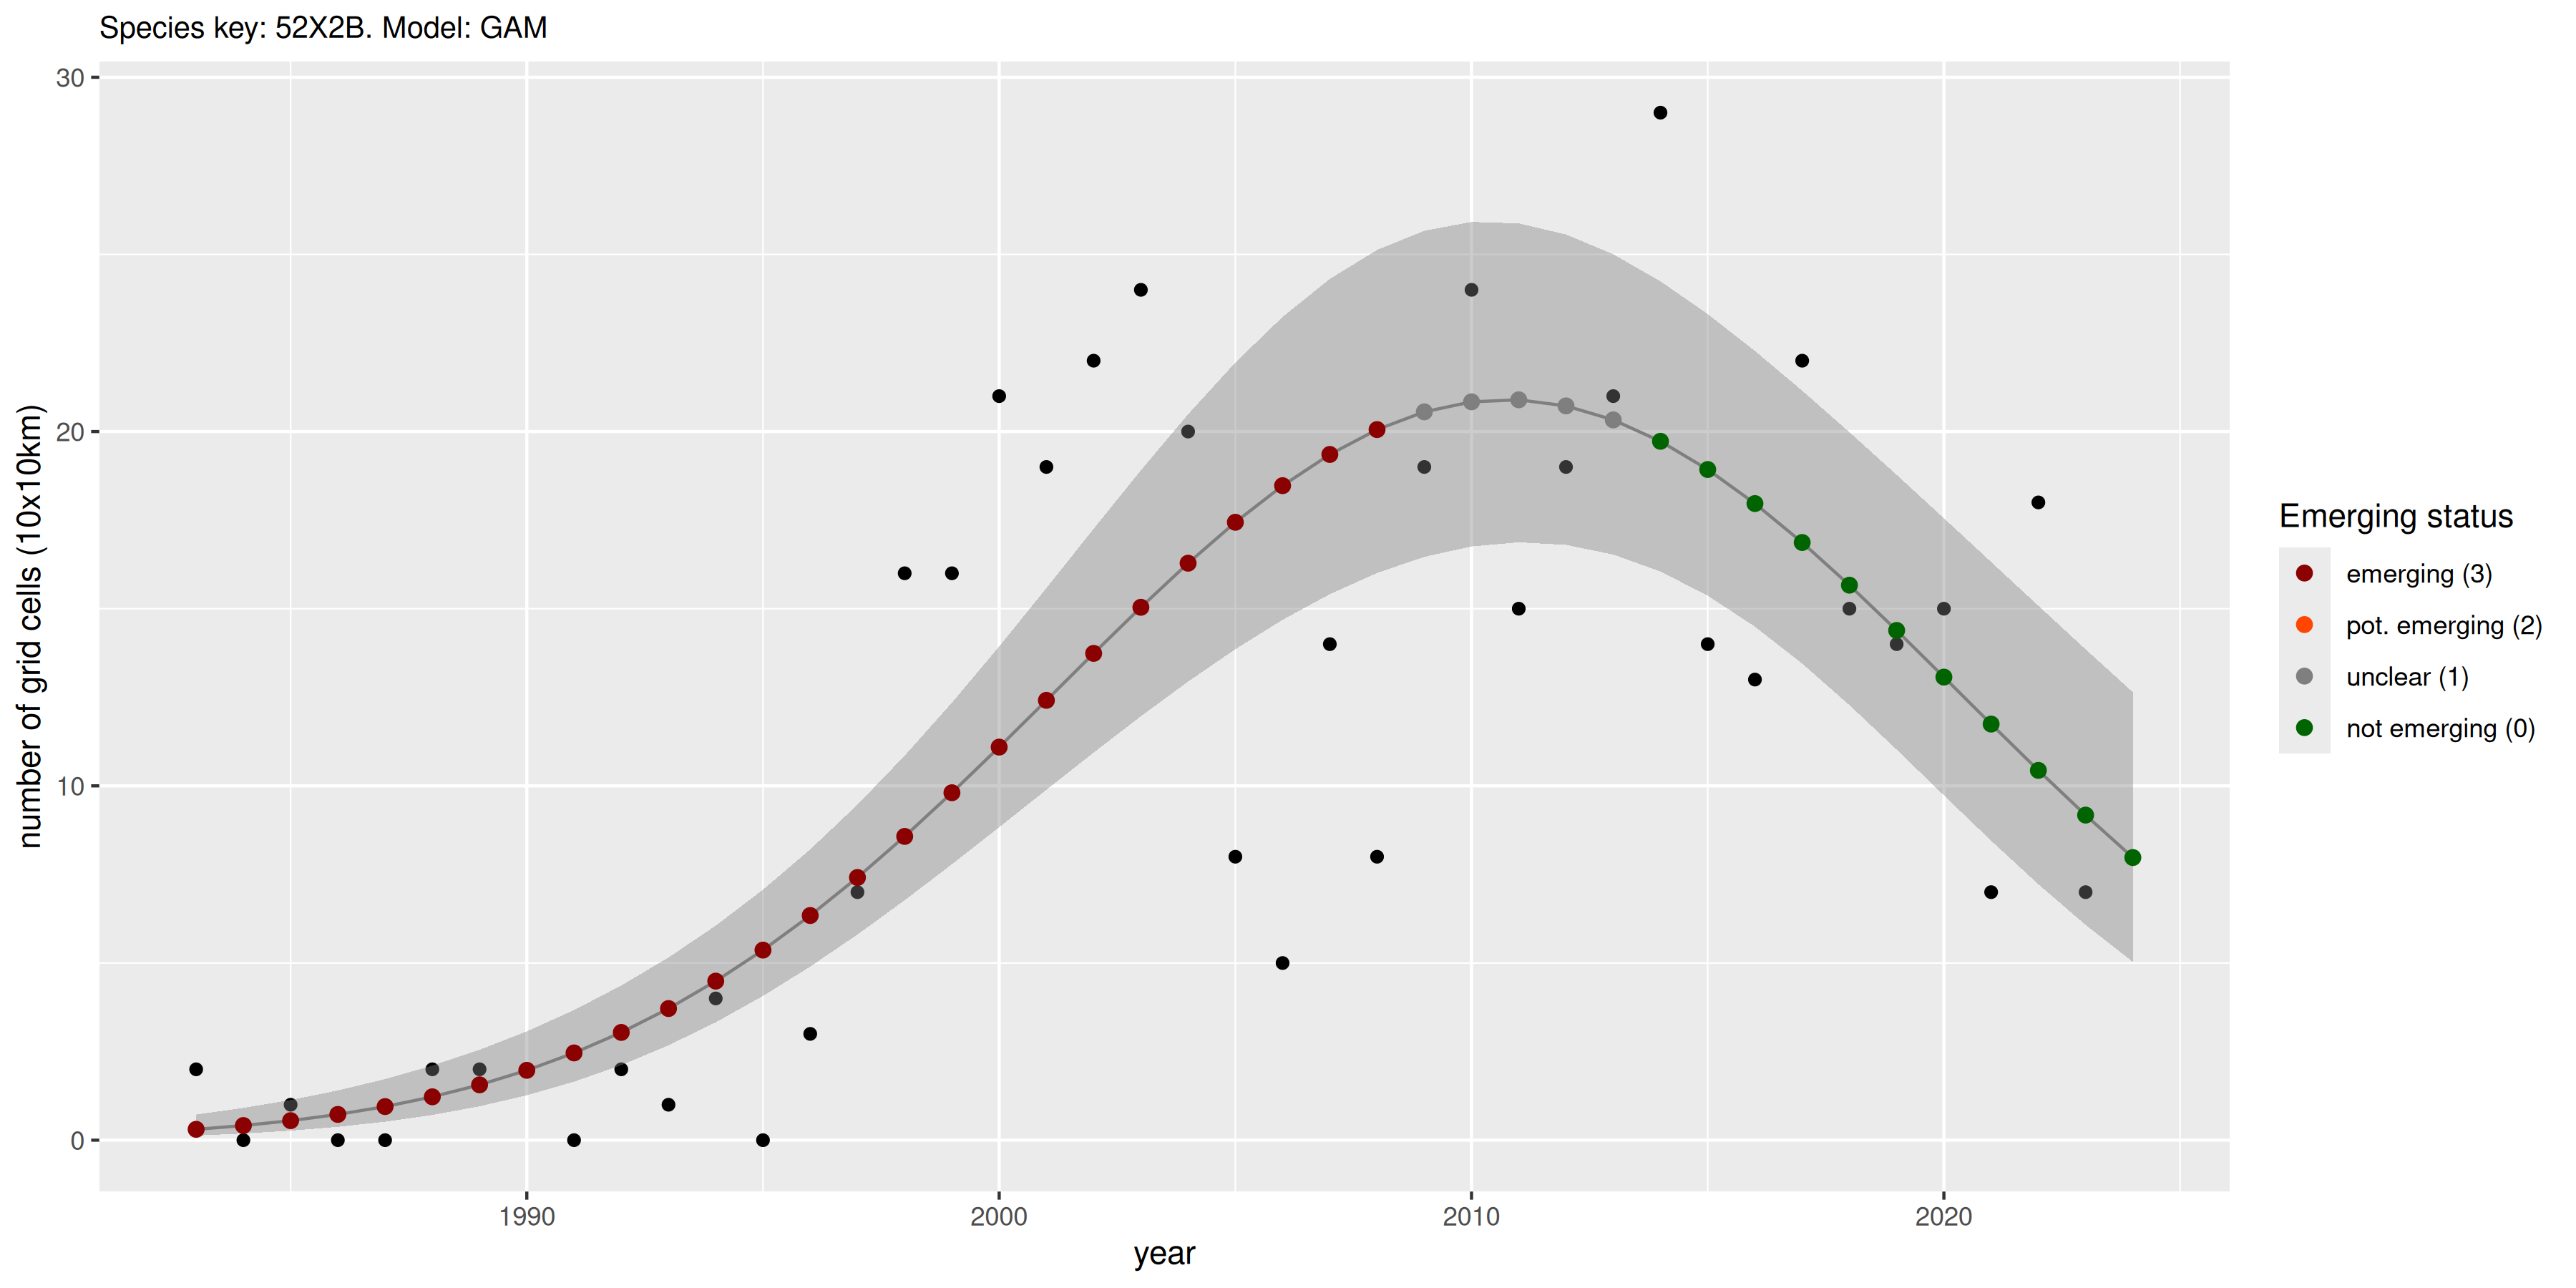 Species key: 52X2B. Model: GAM
30
20
10
0
number of grid cells (10x10km)
1990
2000
2010
2020
year
Emerging status
emerging (3)
pot. emerging (2)
unclear (1)
not emerging (0)